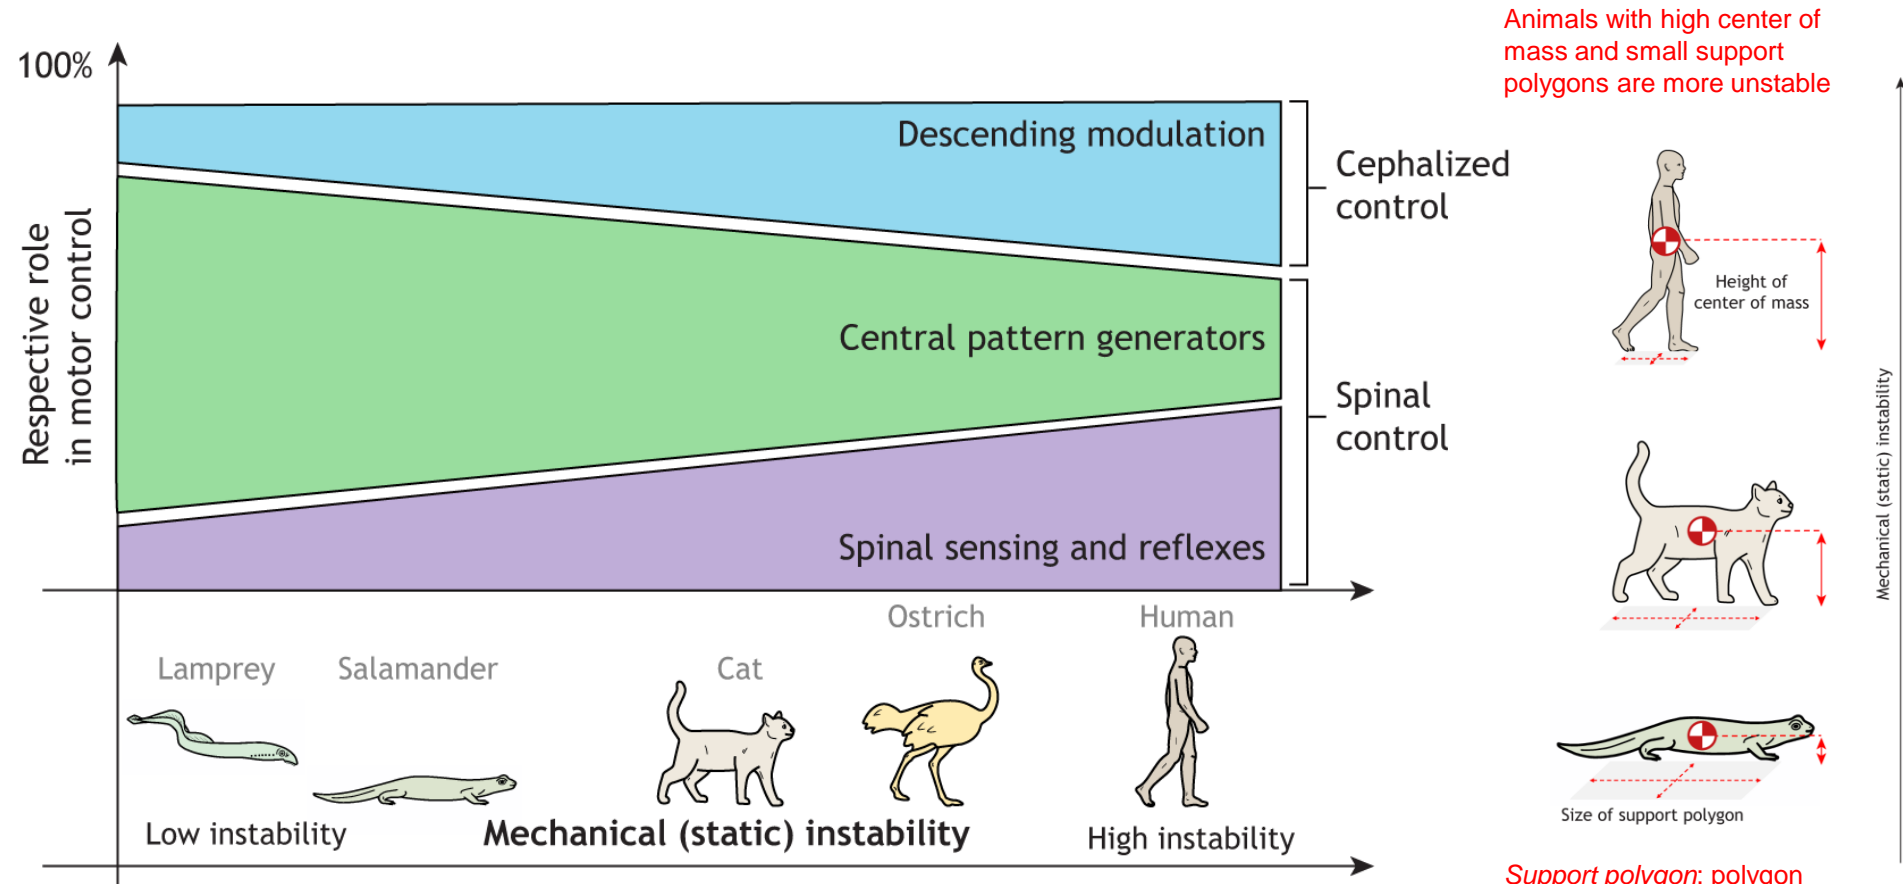 100%
Respective role
in motor control
Descending modulation
Central pattern generators
Spinal sensing and reflexes
Cephalized
control
Spinal
control
Lamprey
Salamander
Cat
Ostrich
Human
Low instability
Mechanical (static) instability
High instability
Animals with high center of
mass and small support
polygons are more unstable
Height of
center of mass
Mechanical (static) instability
Size of support polygon
Support polygon: polygon